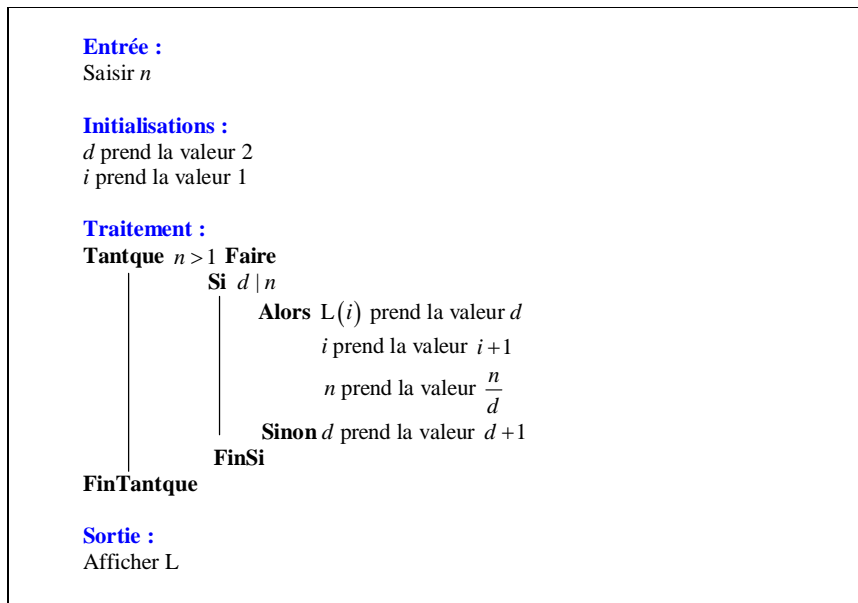 Entrée :
Saisir n
Initialisations :
d prend la valeur 2
i prend la valeur 1
Traitement :
Tantque n > 1 Faire
Si d | n
Alors L(i) prend la valeur d
i prend la valeur i+1
n prend la valeur n/d
Sinon d prend la valeur d+1
FinSi
FinTantque
Sortie :
Afficher L